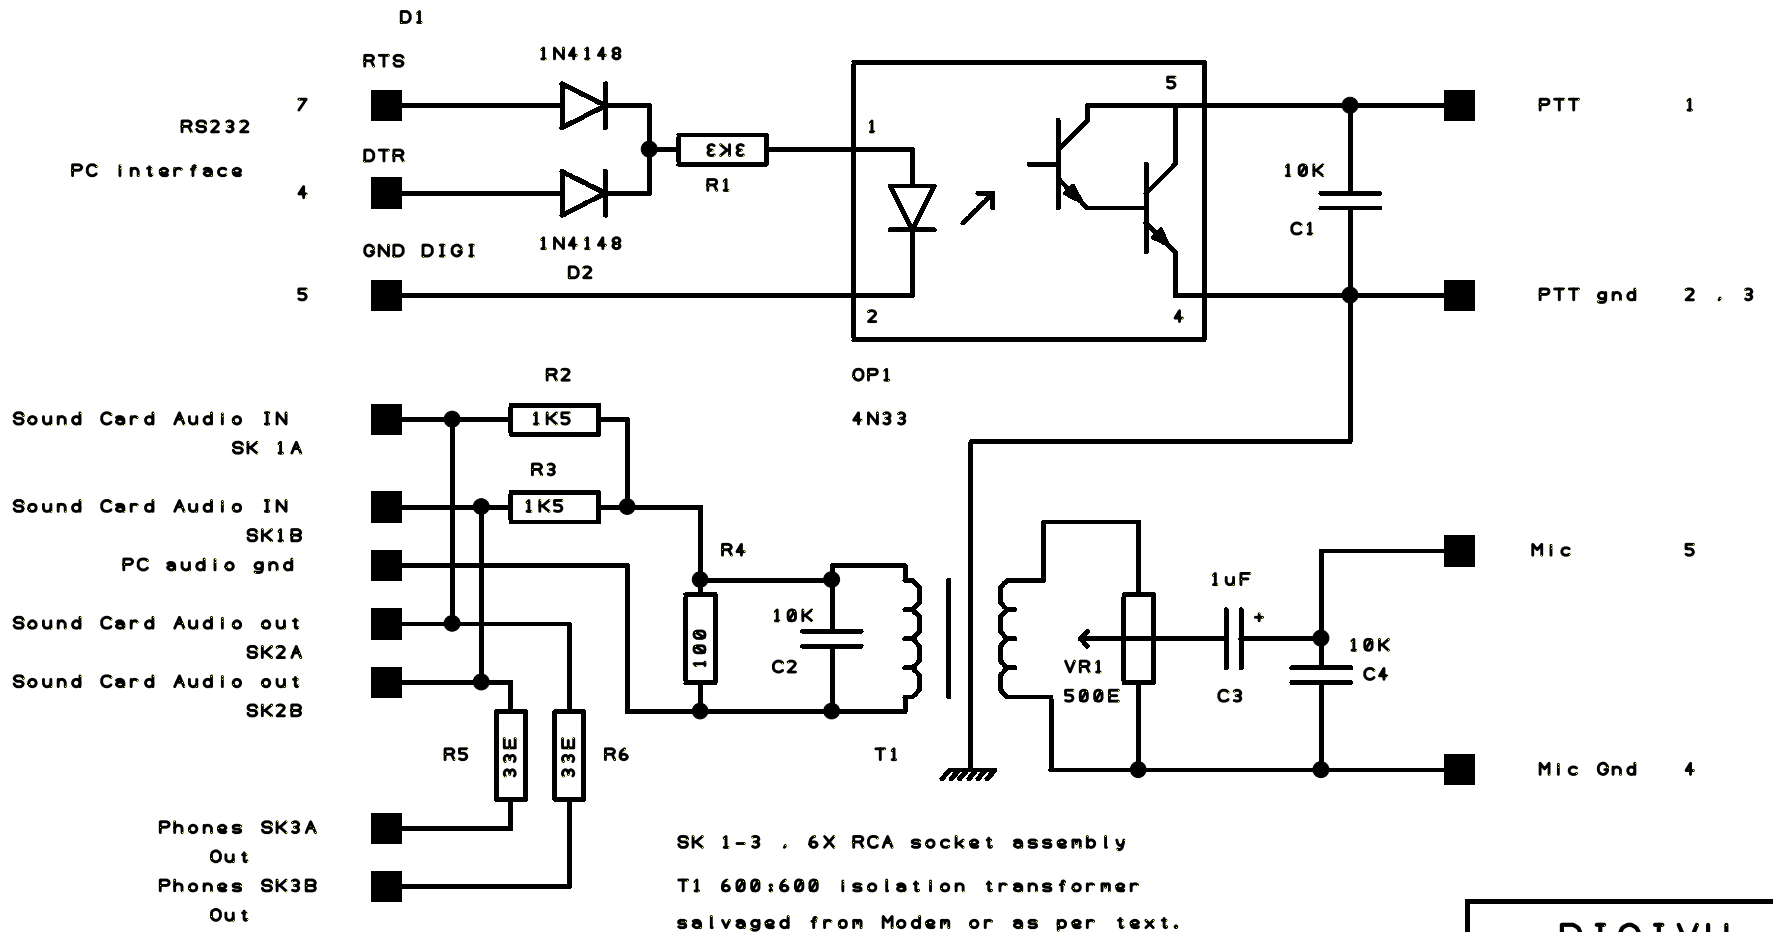 D1
RTS
1N4148
7
RS232
PC interface
DTR
4
3K3
R1
1N4148
D2
GND DIGI
5
1
2
5
4
OP1
4N33
10K
C1
PTT 1
PTT gnd 2 . 3
R2
Sound Card Audio IN
SK 1A
1K5
R3
Sound Card Audio IN
SK1B
1K5
PC audio gnd
R4
100
10K
C2
Sound Card Audio out
SK2A
Sound Card Audio out
SK2B
R5
33E
33E
R6
T1
1uF
+
VR1
500E
C3
10K
C4
Mic 5
Mic Gnd 4
Phones SK3A
Out
Phones SK3B
Out
SK 1-3 . 6X RCA socket assembly
T1 600:600 isolation transformer
salvaged from Modem or as per text.